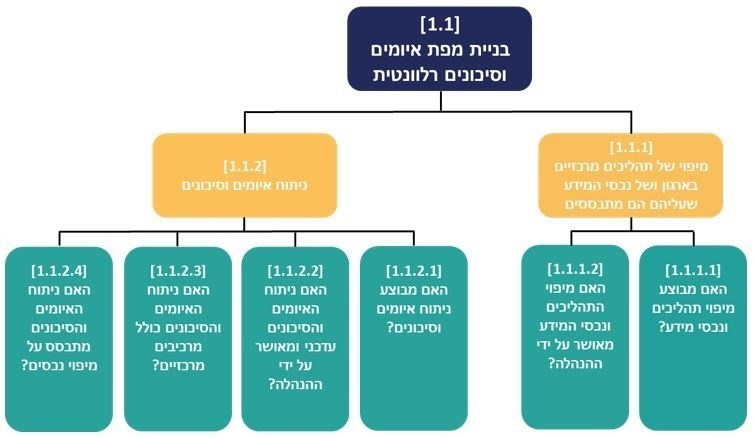 [1.1]
בניית מפת איומים
וסיכונים רלוונטית
[1.1.1]
מיפוי של תהליכים מרכזיים
בארגון ושל נבסי המידע
שעליהם הם מתבססים
[1.1.2]
ניתוח איומים וסיכונים
[1.1.1.1]
האם מבוצע
מיפוי תהליכים
ונכסי מידע?
[1.1.1.2]
האם מיפוי
התהליכים
ונכסי המידע
מאושר על ידי
ההנהלה?
[1.1.2.1]
האם מבוצע
ניתוח איומים
וסיכונים?
[1.1.2.2]
האם ניתוח
האיומים
והסיכונים
עדכני ומאושר
על ידי
ההנהלה?
[1.1.2.3]
האם ניתוח
האיומים
והסיכונים כולל
מרכיבים
מרכזיים?
[1.1.2.4]
האם ניתוח
האיומים
והסיכונים
מתבסס על
מיפוי נכסים?